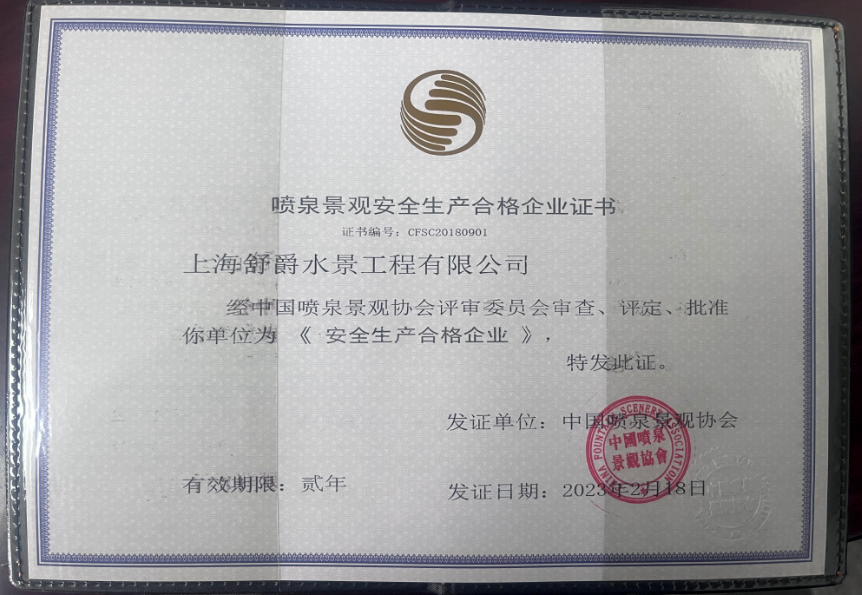 喷泉景观安全生产合格企业证书
证书编号：CFSC20180901
上海舒爵水景工程有限公司
经中国喷泉景观协会评审委员会审查、评定、批准
你单位为 《 安全生产合格企业 》，
特发此证。
发证单位：中国喷泉景观协会
FOUNTAIN SCENERY ASSOCIATION
中國噴泉
景觀協會
有效期限：贰年
发证日期：2023年2月18日